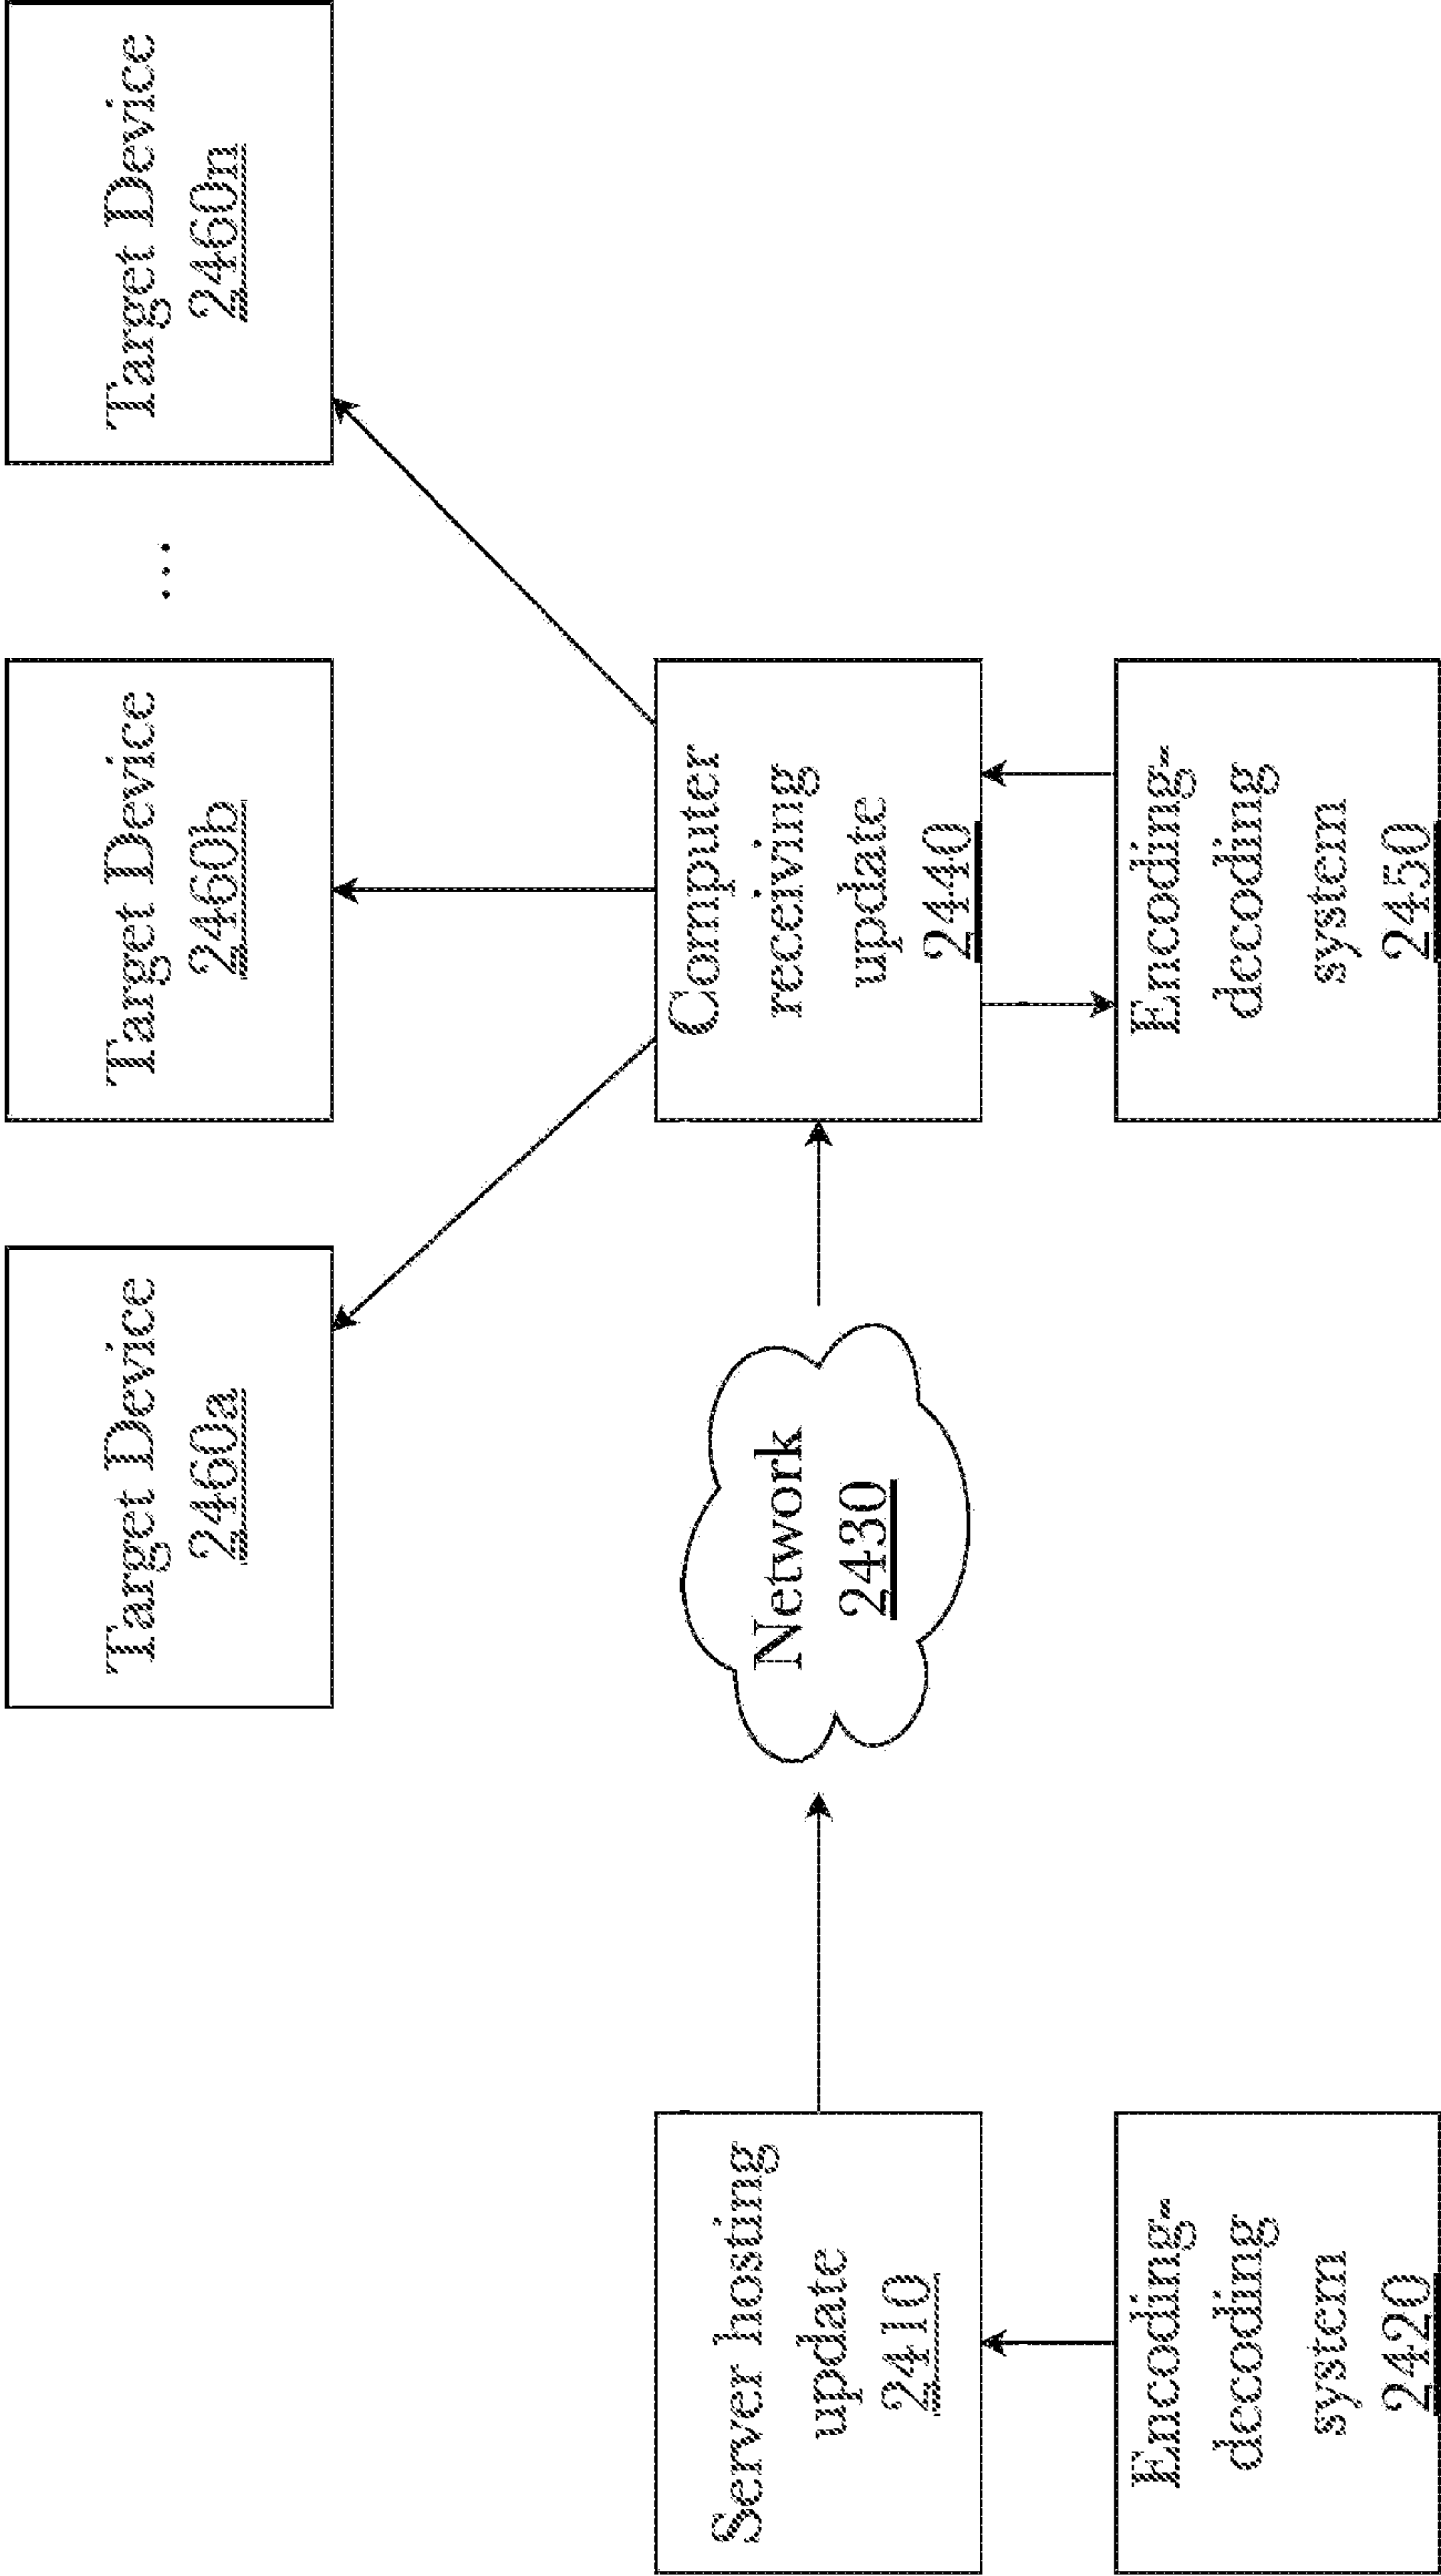 Target Device
2460a
Target Device
2460b
...
Target Device
2460n
Server hosting
update
2410
Network
2430
Computer
receiving
update
2440
Encoding-
decoding
system
2420
Encoding-
decoding
system
2450